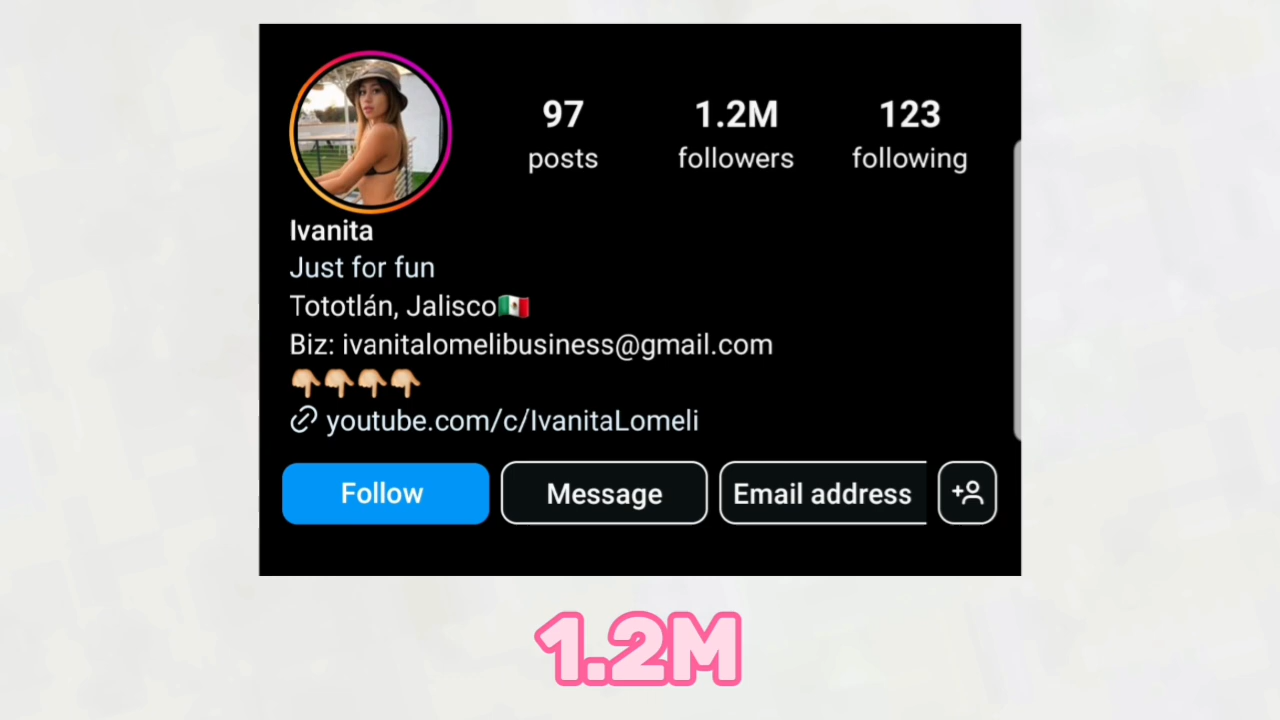 97 1.2M 123
posts followers following
Ivanita
Just for fun
Tototlán, Jalisco🇲🇽
Biz: ivanitalomelibusiness@gmail.com
👇🏼👇🏼👇🏼👇🏼
youtube.com/c/IvanitaLomeli
Follow Message Email address
1.2M